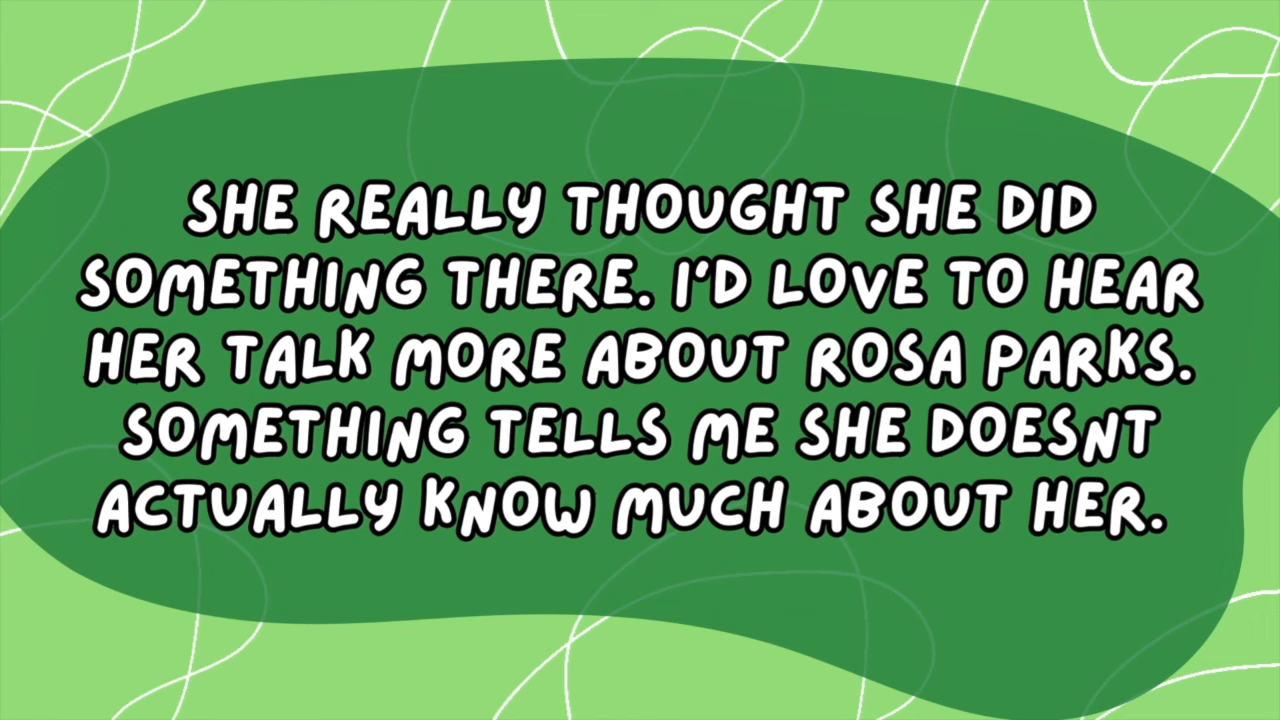 SHE REALLY THOUGHT SHE DID
SOMETHING THERE. I'D LOVE TO HEAR
HER TALK MORE ABOUT ROSA PARKS.
SOMETHING TELLS ME SHE DOESNT
ACTUALLY KNOW MUCH ABOUT HER.